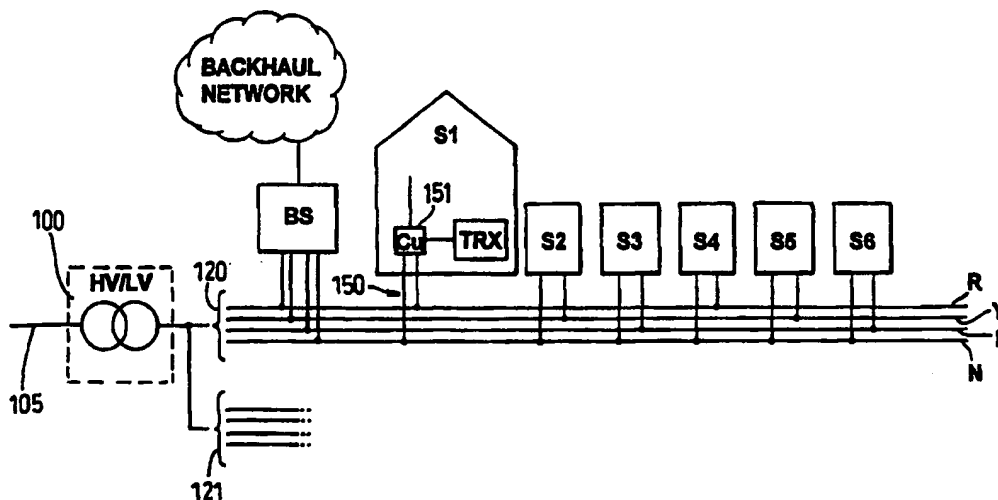 BACKHAUL
NETWORK
S1
151
BS
Cu
TRX
S2
S3
S4
S5
S6
100
HV/LV
120
150
R
Y
N
105
121